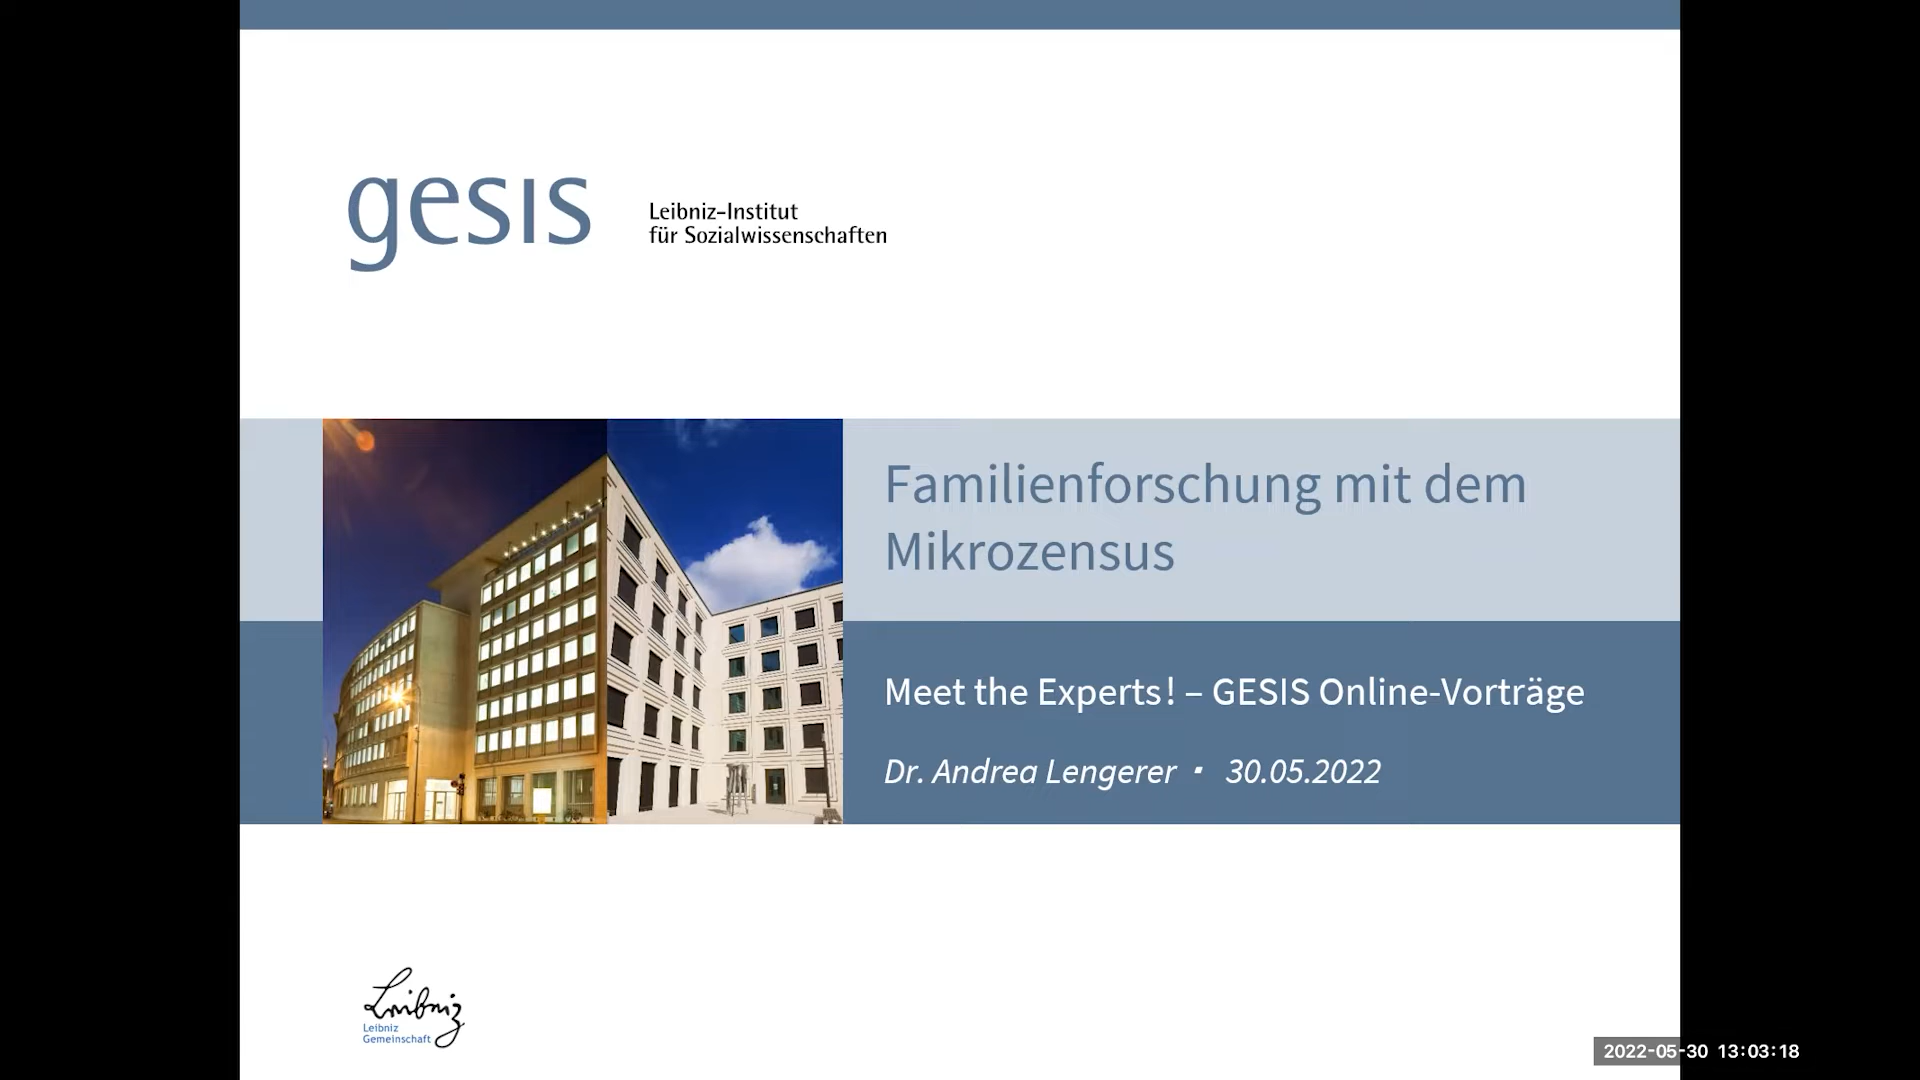 gesis
Leibniz-Institut
für Sozialwissenschaften
Familienforschung mit dem
Mikrozensus
Meet the Experts! – GESIS Online-Vorträge
Dr. Andrea Lengerer ▪ 30.05.2022
Leibniz
Leibniz
Gemeinschaft
2022-05-30 13:03:18